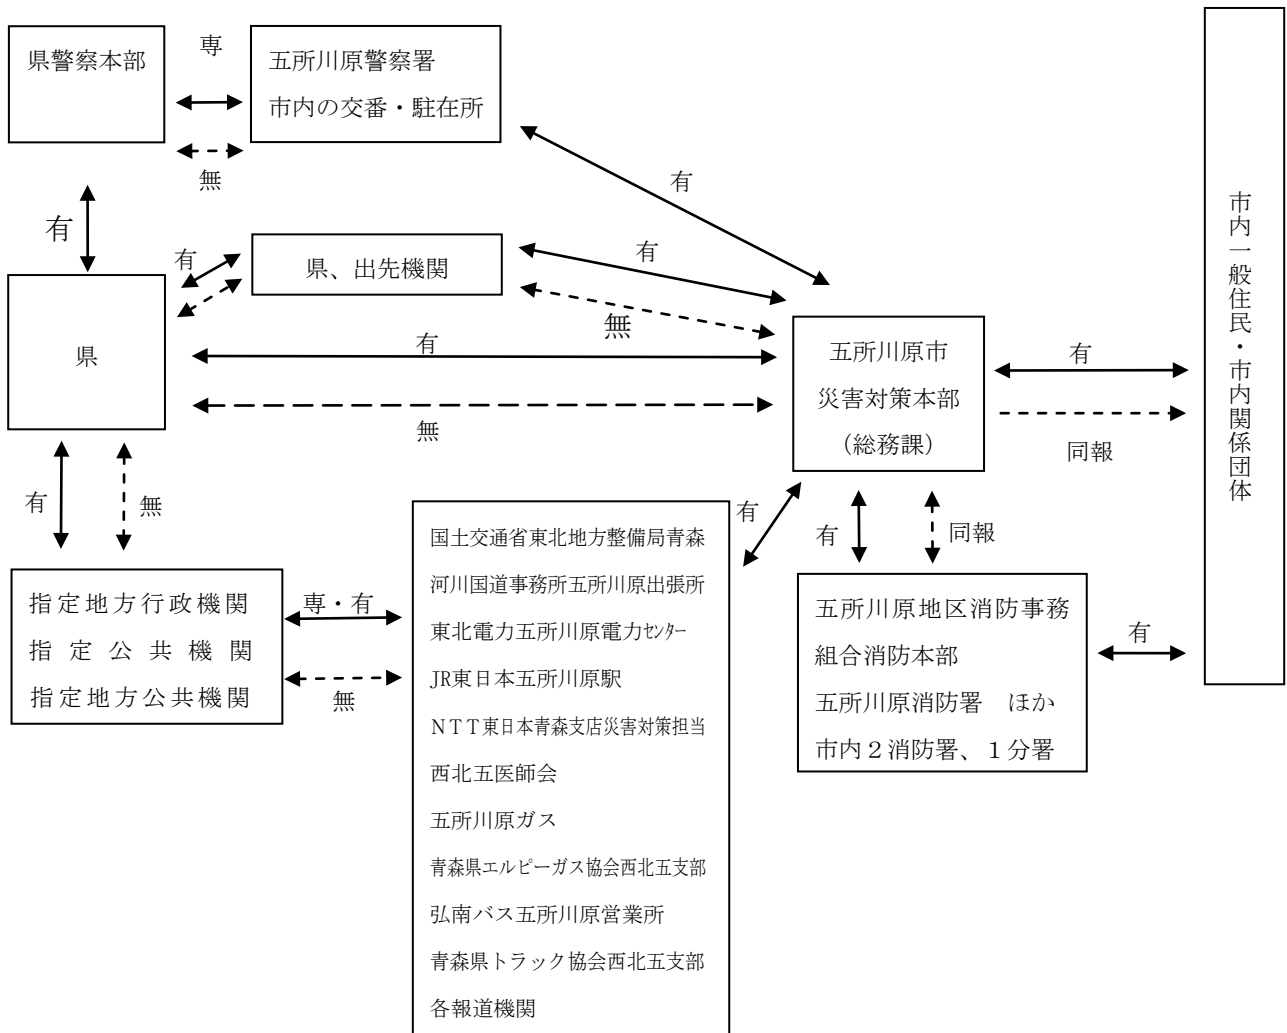 県警察本部
専
無
五所川原警察署
市内の交番・駐在所
有
有
有
県、出先機関
有
無
県
有
無
五所川原市
災害対策本部
（総務課）
有
同報
市内一般住民・市内関係団体
有
無
有
有
同報
指定地方行政機関
指定公共機関
指定地方公共機関
専・有
無
国土交通省東北地方整備局青森
河川国道事務所五所川原出張所
東北電力五所川原電力ｾﾝﾀｰ
JR東日本五所川原駅
ＮＴＴ東日本青森支店災害対策担当
西北五医師会
五所川原ガス
青森県エルピーガス協会西北五支部
弘南バス五所川原営業所
青森県トラック協会西北五支部
各報道機関
五所川原地区消防事務
組合消防本部
五所川原消防署　ほか
市内２消防署、１分署
有